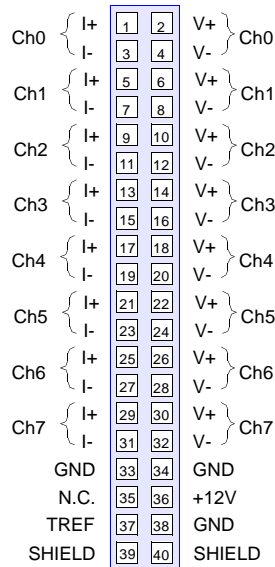 Ch0 I+ 1 2 V+ Ch0
I- 3 4 V-
Ch1 I+ 5 6 V+ Ch1
I- 7 8 V-
Ch2 I+ 9 10 V+ Ch2
I- 11 12 V-
Ch3 I+ 13 14 V+ Ch3
I- 15 16 V-
Ch4 I+ 17 18 V+ Ch4
I- 19 20 V-
Ch5 I+ 21 22 V+ Ch5
I- 23 24 V-
Ch6 I+ 25 26 V+ Ch6
I- 27 28 V-
Ch7 I+ 29 30 V+ Ch7
I- 31 32 V-
GND 33 34 GND
N.C. 35 36 +12V
TREF 37 38 GND
SHIELD 39 40 SHIELD